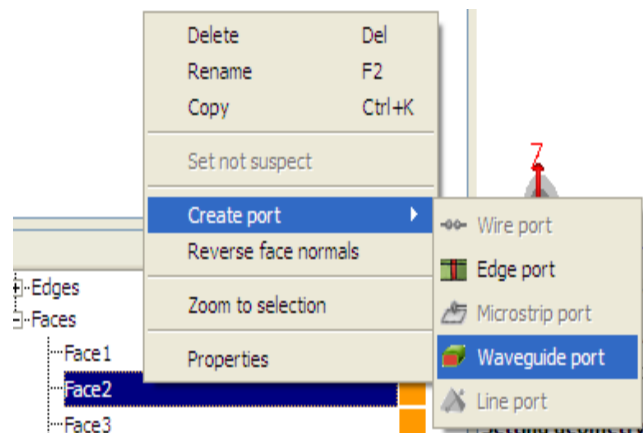 Delete Del
Rename F2
Copy Ctrl+K
Set not suspect
Create port
Reverse face normals
Zoom to selection
Properties
Z
Wire port
Edge port
Microstrip port
Waveguide port
Line port
Edges
Faces
Face1
Face2
Face3